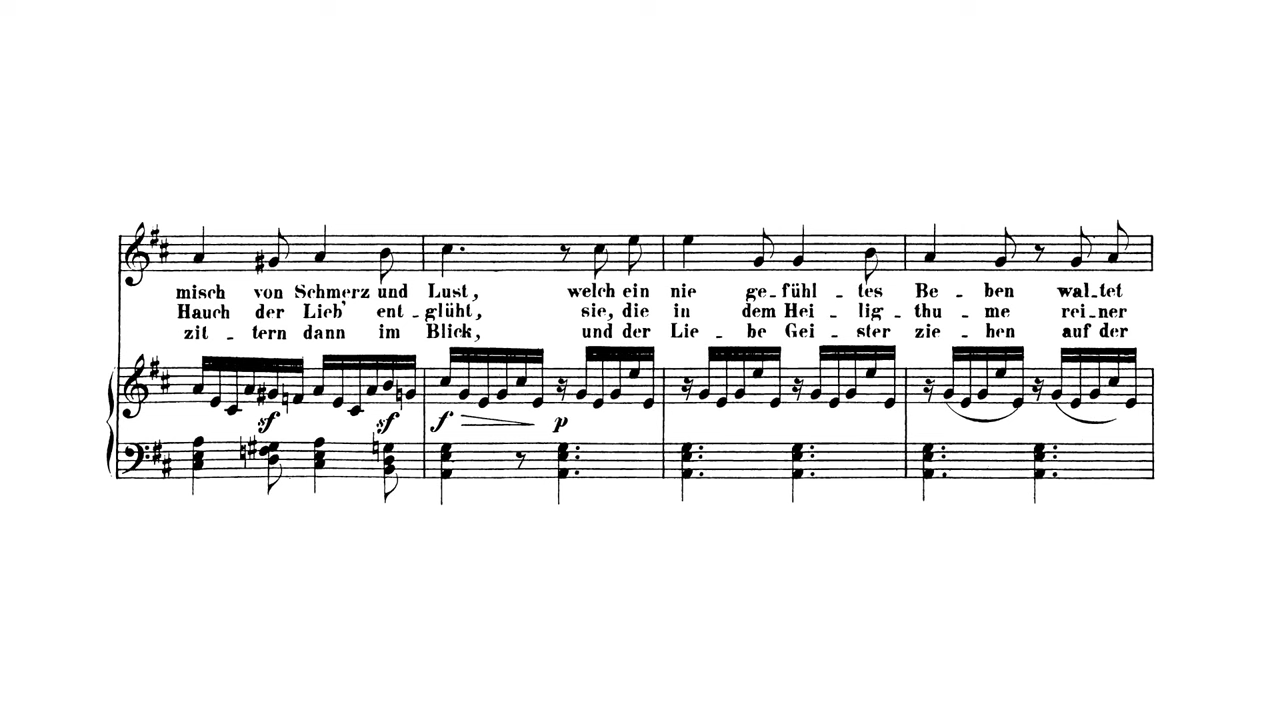 misch von Schmerz und Lust, welch ein nie ge-fühl-tes Be-ben wal-tet
Hauch der Lieb' ent-glüht, sie, die in dem Hei-lig-thu-me rei-ner
zit-tern dann im Blick, und der Lie-be Gei-ster zie-hen auf der
sf sf f p